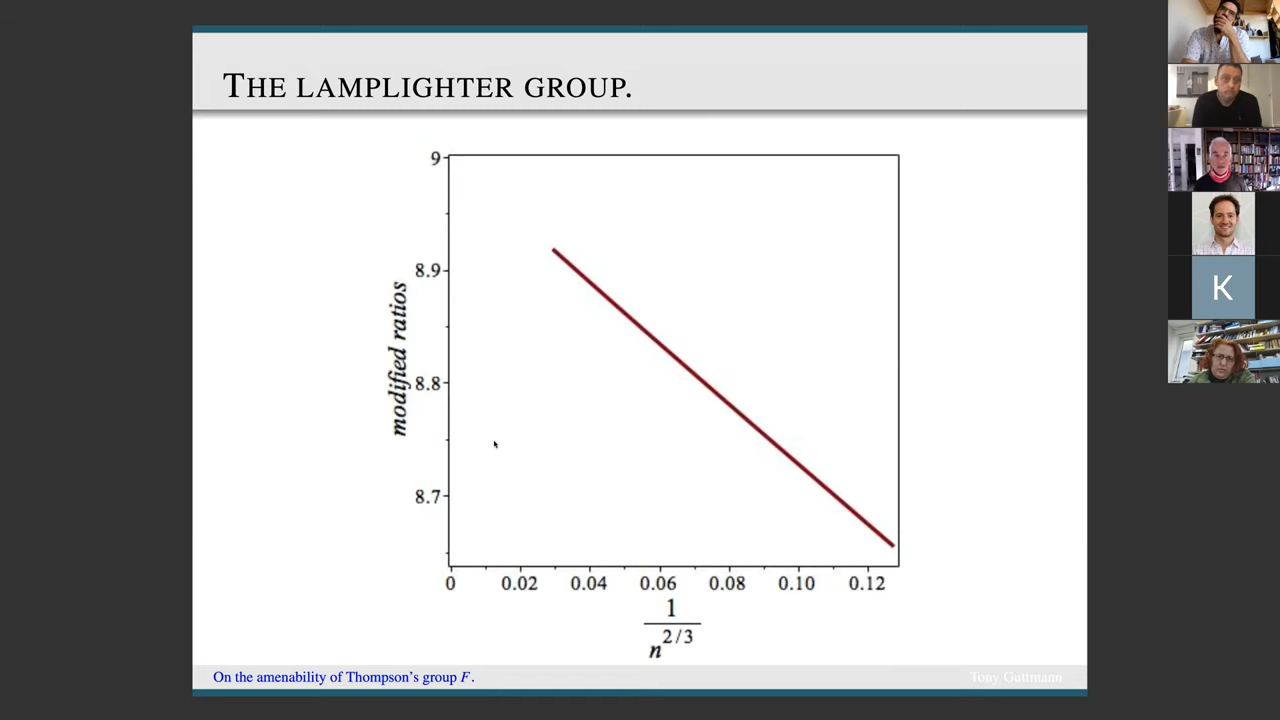 THE LAMPLIGHTER GROUP.
9
8.9
8.8
8.7
modified ratios
0 0.02 0.04 0.06 0.08 0.10 0.12
1
n^2/3
On the amenability of Thompson's group F.
Tony Guttmann
K